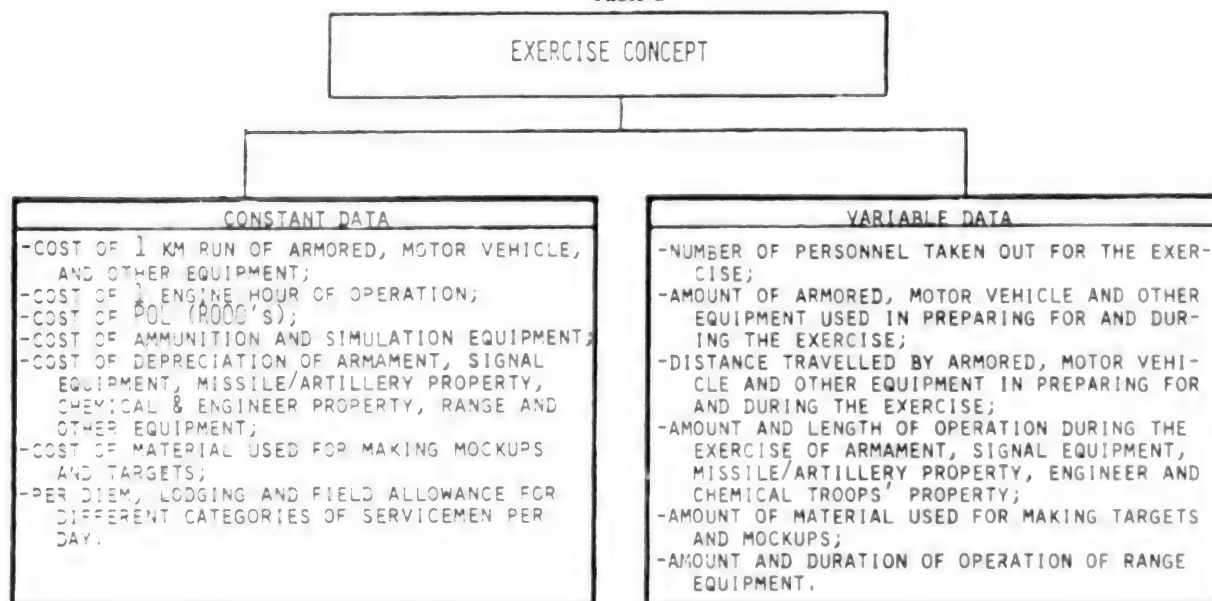 EXERCISE CONCEPT
CONSTANT DATA
-COST OF 1 KM RUN OF ARMORED, MOTOR VEHICLE,
AND OTHER EQUIPMENT;
-COST OF 1 ENGINE HOUR OF OPERATION;
-COST OF POL (ROOO's);
-COST OF AMMUNITION AND SIMULATION EQUIPMENT;
-COST OF DEPRECIATION OF ARMAMENT, SIGNAL
EQUIPMENT, MISSILE/ARTILLERY PROPERTY,
CHEMICAL & ENGINEER PROPERTY, RANGE AND
OTHER EQUIPMENT;
-COST OF MATERIAL USED FOR MAKING MOCKUPS
AND TARGETS;
-PER DIEM, LODGING AND FIELD ALLOWANCE FOR
DIFFERENT CATEGORIES OF SERVICEMEN PER
DAY.
VARIABLE DATA
-NUMBER OF PERSONNEL TAKEN OUT FOR THE EXER-
CISE;
-AMOUNT OF ARMORED, MOTOR VEHICLE AND OTHER
EQUIPMENT USED IN PREPARING FOR AND DUR-
ING THE EXERCISE;
-DISTANCE TRAVELLED BY ARMORED, MOTOR VEHI-
CLE AND OTHER EQUIPMENT IN PREPARING FOR
AND DURING THE EXERCISE;
-AMOUNT AND LENGTH OF OPERATION DURING THE
EXERCISE OF ARMAMENT, SIGNAL EQUIPMENT,
MISSILE/ARTILLERY PROPERTY, ENGINEER AND
CHEMICAL TROOPS' PROPERTY;
-AMOUNT OF MATERIAL USED FOR MAKING TARGETS
AND MOCKUPS;
-AMOUNT AND DURATION OF OPERATION OF RANGE
EQUIPMENT.